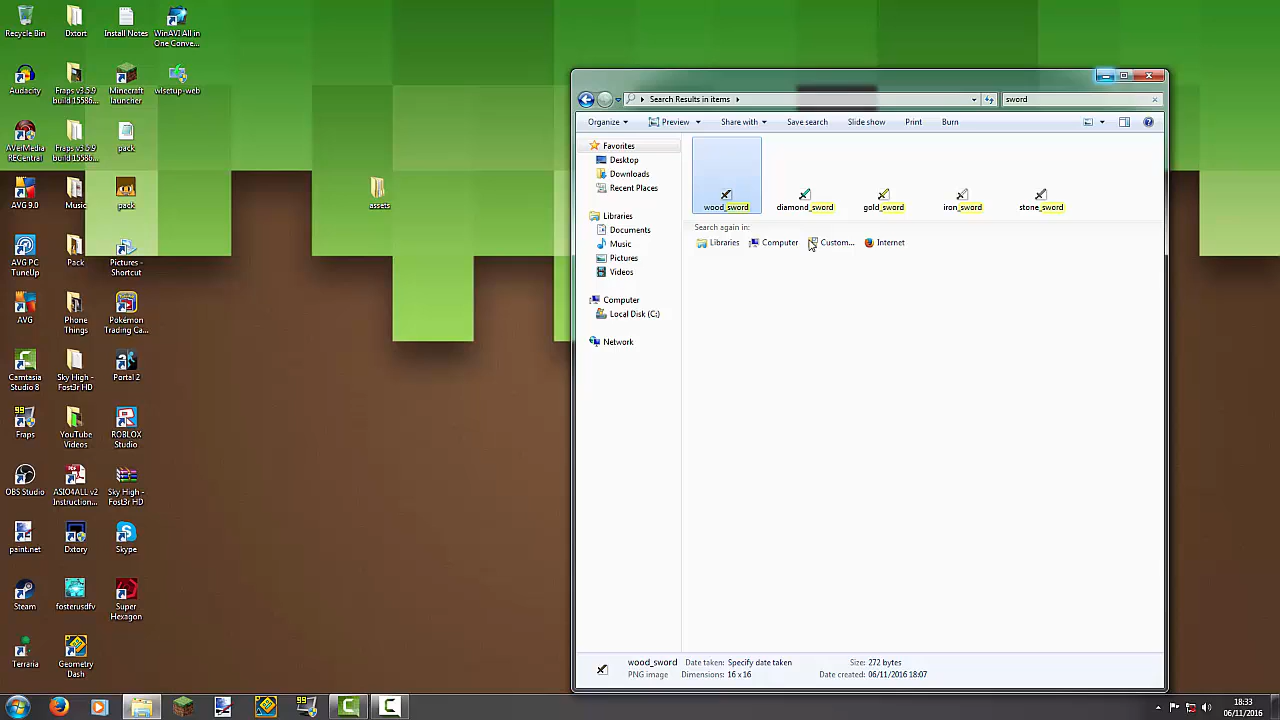 Recycle Bin
Dxtort
Install Notes
WinAVI All in
One Conve...
Audacity
Fraps v3.5.9
build 15586...
Minecraft
launcher
wlsetup-web
AVerMedia
RECentral
Fraps v3.5.9
build 15586...
pack
AVG 9.0
Music
pack
assets
AVG PC
TuneUp
Pack
Pictures -
Shortcut
AVG
Phone
Things
Pokémon
Trading Ca...
Camtasia
Studio 8
Sky High -
Fost3r HD
Portal 2
99
Fraps
YouTube
Videos
ROBLOX
Studio
OBS Studio
ASIO4ALL v2
Instruction...
Sky High -
Fost3r HD
paint.net
Dxtory
Skype
Steam
fosterusdfv
Super
Hexagon
Terraria
Geometry
Dash
Search Results in items
sword
Organize
Preview
Share with
Save search
Slide show
Print
Burn
Favorites
Desktop
Downloads
Recent Places
Libraries
Documents
Music
Pictures
Videos
Computer
Local Disk (C:)
Network
wood_sword
diamond_sword
gold_sword
iron_sword
stone_sword
Search again in:
Libraries
Computer
Custom...
Internet
wood_sword
Date taken: Specify date taken
Size: 272 bytes
PNG image
Dimensions: 16 x 16
Date created: 06/11/2016 18:07
99
18:33
06/11/2016